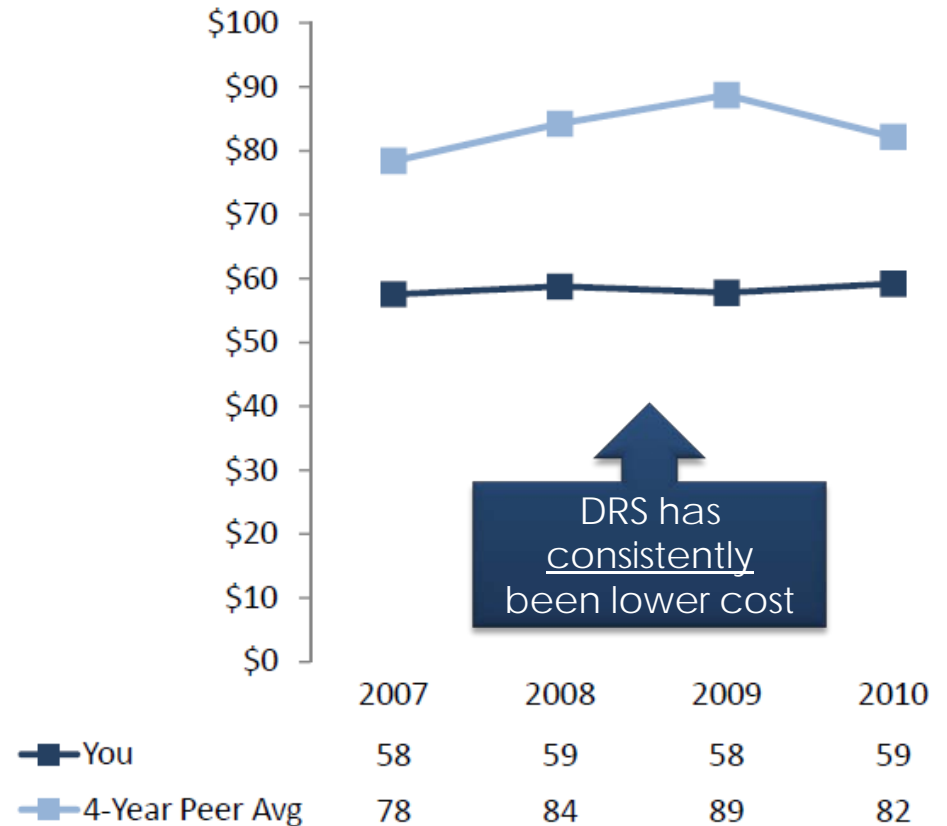 $100
$90
$80
$70
$60
$50
$40
$30
$20
$10
$0
DRS has
consistently
been lower cost
2007 2008 2009 2010
You 58 59 58 59
4-Year Peer Avg 78 84 89 82